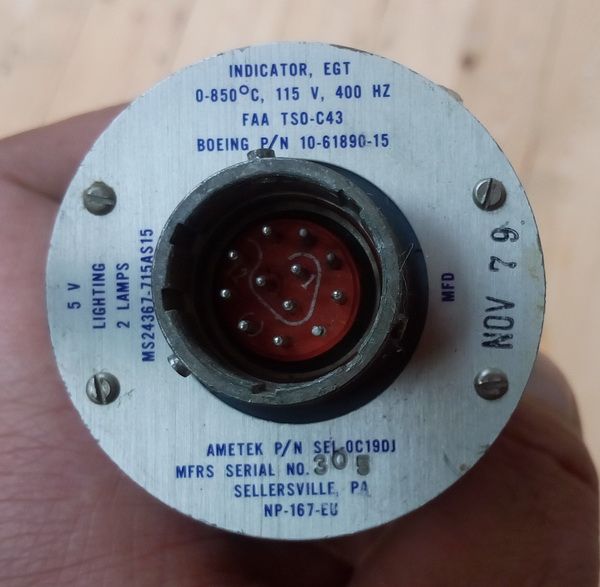 INDICATOR, EGT
0-850°C, 115 V, 400 HZ
FAA TSO-C43
BOEING P/N 10-61890-15
5 V
LIGHTING
2 LAMPS
MS24367-715AS15
MFD
NOV 79
AMETEK P/N SEL-OC19DJ
MFRS SERIAL NO. 305
SELLERSVILLE, PA
NP-167-EU